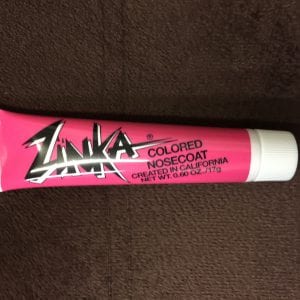 ZINKA®
COLORED
NOSECOAT
CREATED IN CALIFORNIA
NET WT. 0.60 OZ./17g